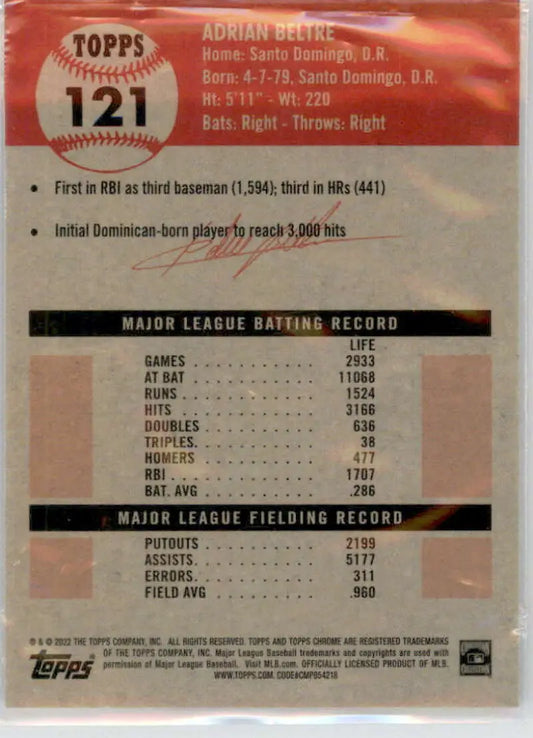 TOPPS
121
ADRIAN BELTRE
Home: Santo Domingo, D.R.
Born: 4-7-79, Santo Domingo, D.R.
Ht: 5'11" - Wt: 220
Bats: Right - Throws: Right
• First in RBI as third baseman (1,594); third in HRs (441)
• Initial Dominican-born player to reach 3,000 hits
MAJOR LEAGUE BATTING RECORD
LIFE
GAMES . . . . . . . . . . . 2933
AT BAT . . . . . . . . . . . 11068
RUNS . . . . . . . . . . . . 1524
HITS . . . . . . . . . . . . 3166
DOUBLES . . . . . . . . . . 636
TRIPLES. . . . . . . . . . . 38
HOMERS . . . . . . . . . . 477
RBI . . . . . . . . . . . . . 1707
BAT. AVG . . . . . . . . . . .286
MAJOR LEAGUE FIELDING RECORD
PUTOUTS . . . . . . . . . . 2199
ASSISTS. . . . . . . . . . . 5177
ERRORS. . . . . . . . . . . 311
FIELD AVG . . . . . . . . . .960
® & © 2022 THE TOPPS COMPANY, INC. ALL RIGHTS RESERVED. TOPPS AND TOPPS CHROME ARE REGISTERED TRADEMARKS
OF THE TOPPS COMPANY, INC. Major League Baseball trademarks and copyrights are used with
permission of Major League Baseball. Visit MLB.com. OFFICIALLY LICENSED PRODUCT OF MLB.
WWW.TOPPS.COM. CODE#CMP054218
topps